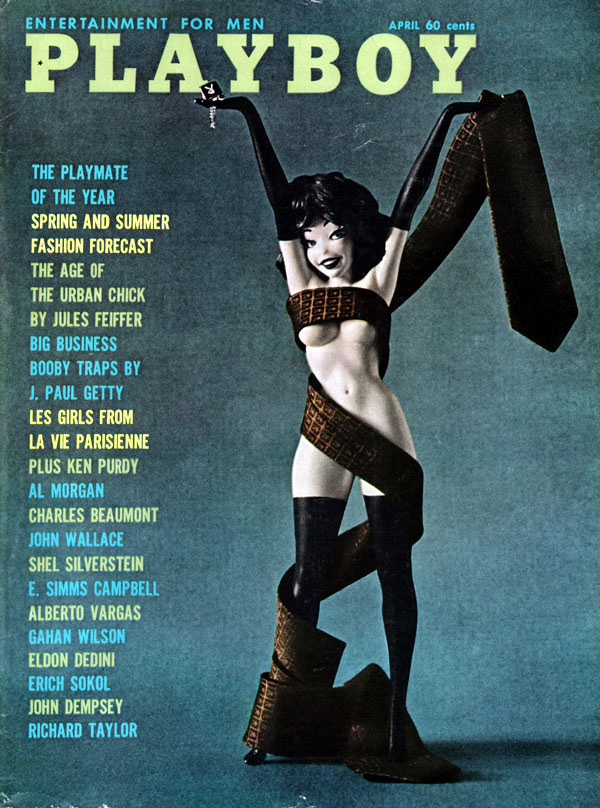 ENTERTAINMENT FOR MEN
APRIL 60 cents
PLAYBOY
THE PLAYMATE
OF THE YEAR
SPRING AND SUMMER
FASHION FORECAST
THE AGE OF
THE URBAN CHICK
BY JULES FEIFFER
BIG BUSINESS
BOOBY TRAPS BY
J. PAUL GETTY
LES GIRLS FROM
LA VIE PARISIENNE
PLUS KEN PURDY
AL MORGAN
CHARLES BEAUMONT
JOHN WALLACE
SHEL SILVERSTEIN
E. SIMMS CAMPBELL
ALBERTO VARGAS
GAHAN WILSON
ELDON DEDINI
ERICH SOKOL
JOHN DEMPSEY
RICHARD TAYLOR